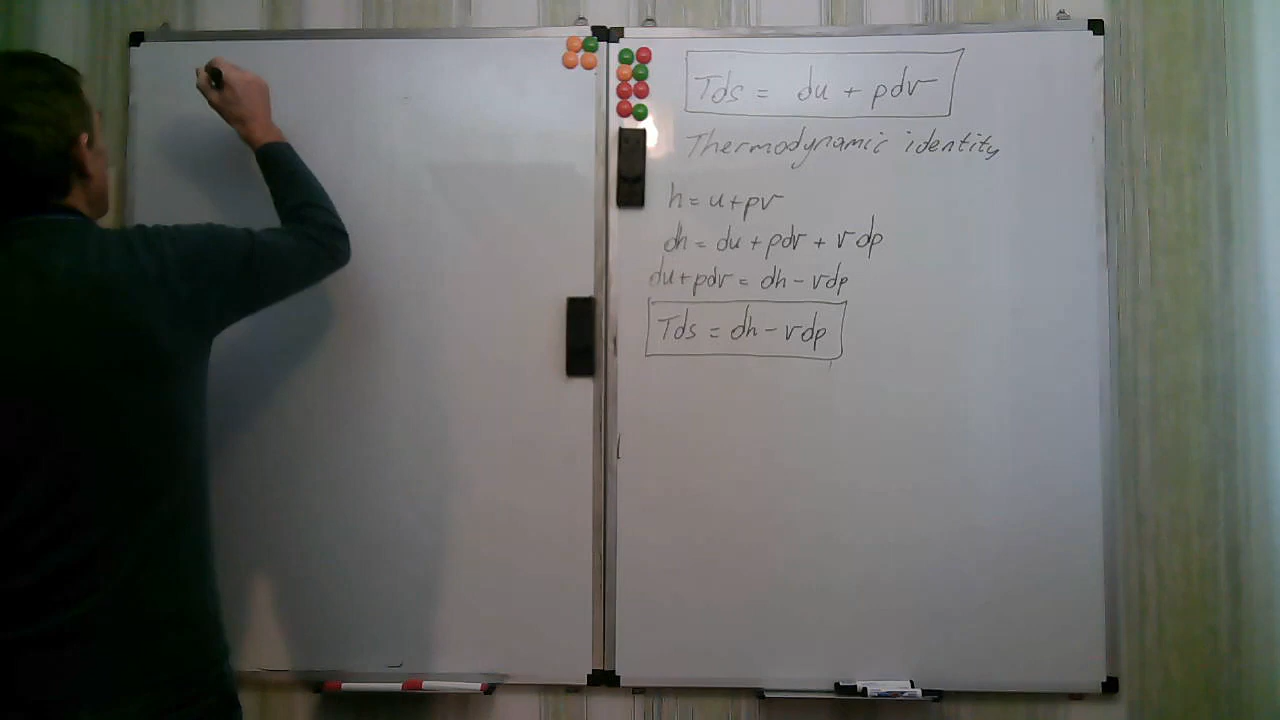 Tds = du + pdv
Thermodynamic identity
h = u + pv
dh = du + pdv + vdp
du + pdv = dh - vdp
Tds = dh - vdp